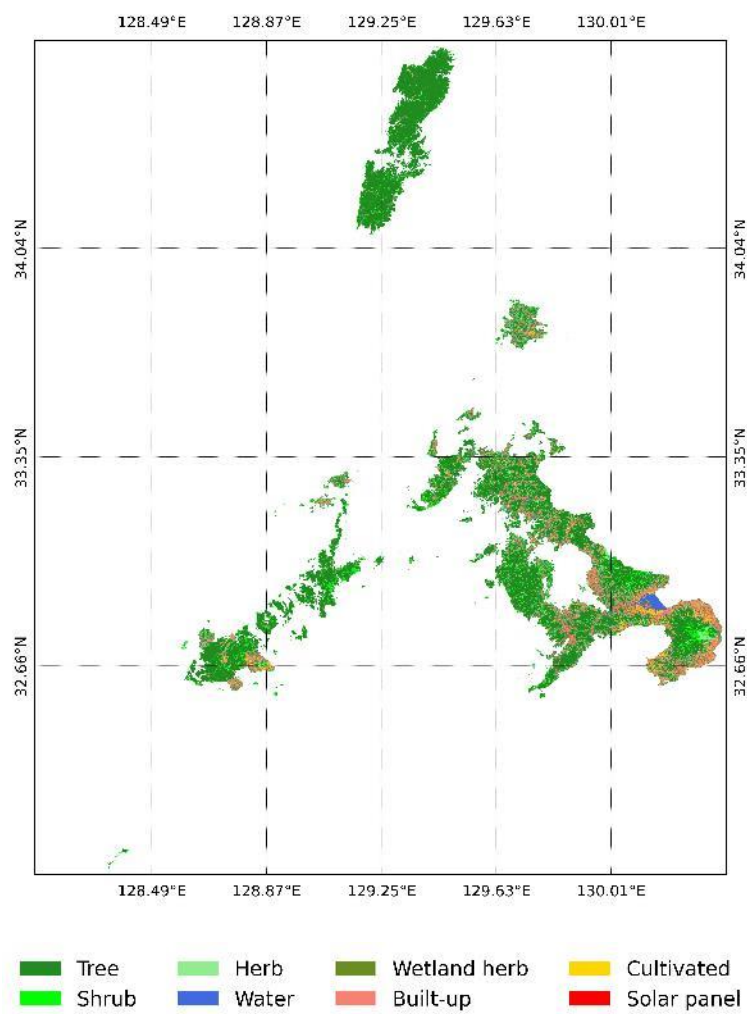 128.49°E 128.87°E 129.25°E 129.63°E 130.01°E
34.04°N 34.04°N
33.35°N 33.35°N
32.66°N 32.66°N
128.49°E 128.87°E 129.25°E 129.63°E 130.01°E
Tree Herb Wetland herb Cultivated
Shrub Water Built-up Solar panel